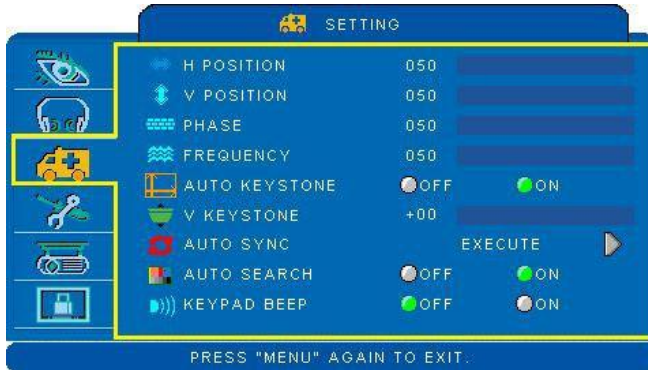 SETTING
H POSITION 050
V POSITION 050
PHASE 050
FREQUENCY 050
AUTO KEYSTONE OFF ON
V KEYSTONE +00
AUTO SYNC EXECUTE
AUTO SEARCH OFF ON
KEYPAD BEEP OFF ON
PRESS "MENU" AGAIN TO EXIT.